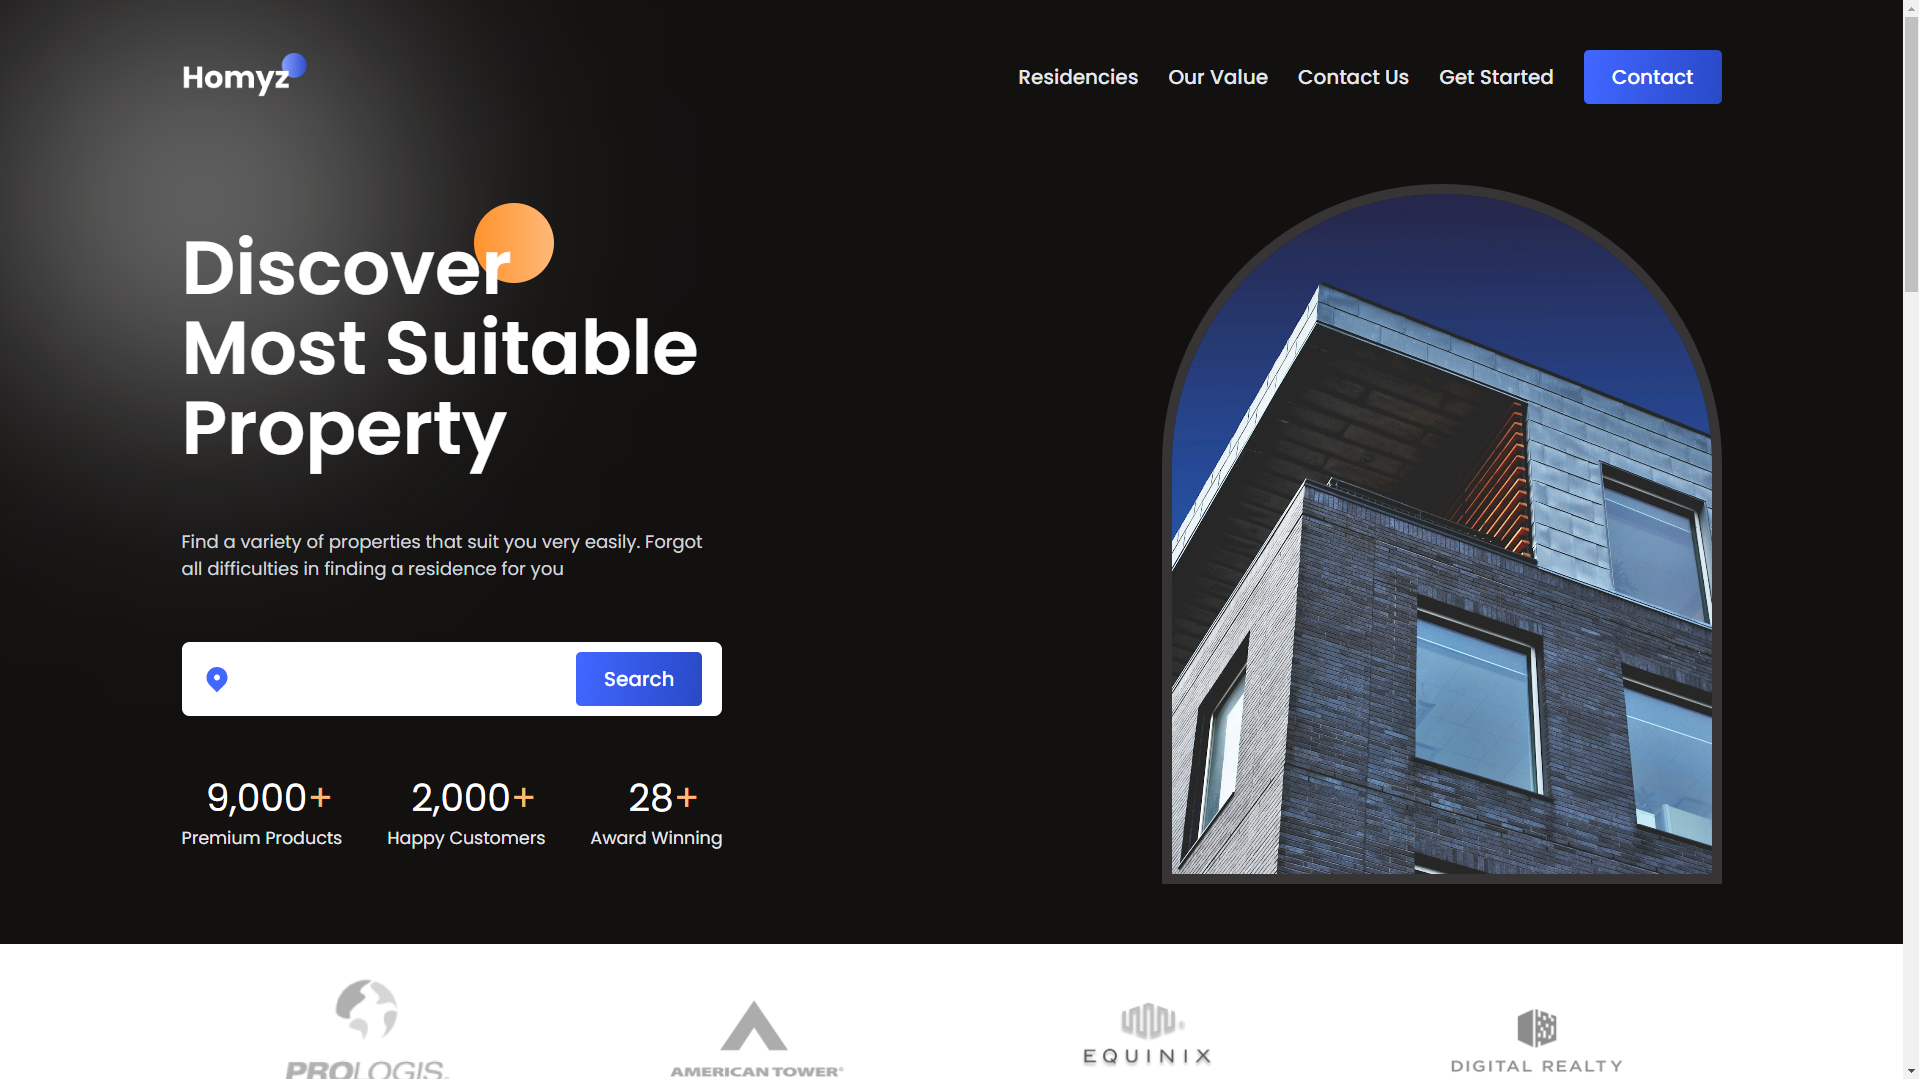 Homyz
Residencies
Our Value
Contact Us
Get Started
Contact
Discover
Most Suitable
Property
Find a variety of properties that suit you very easily. Forgot
all difficulties in finding a residence for you
Search
9,000+
Premium Products
2,000+
Happy Customers
28+
Award Winning
PROLOGIS.
AMERICAN TOWER®
EQUINIX
DIGITAL REALTY